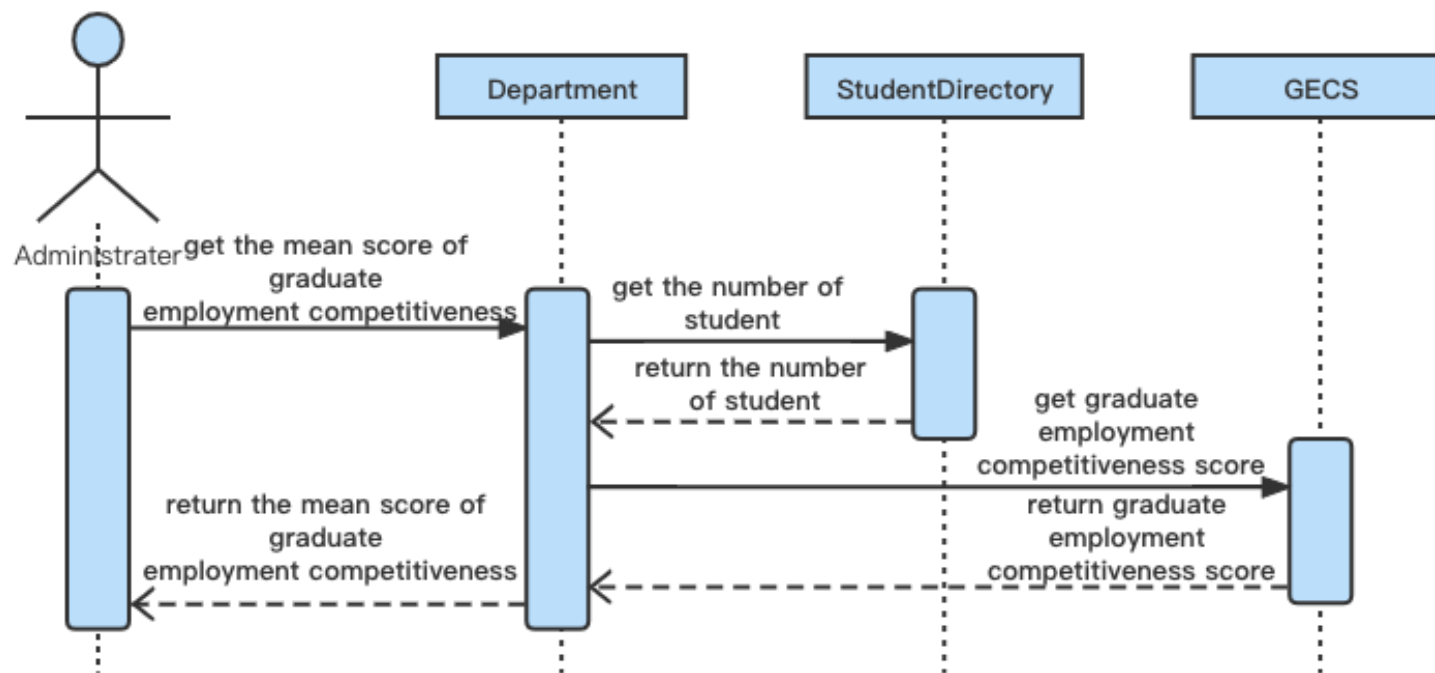 Department
StudentDirectory
GECS
Administrater
get the mean score of
graduate
employment competitiveness
get the number of
student
return the number
of student
get graduate
employment
competitiveness score
return the mean score of
graduate
employment competitiveness
return graduate
employment
competitiveness score